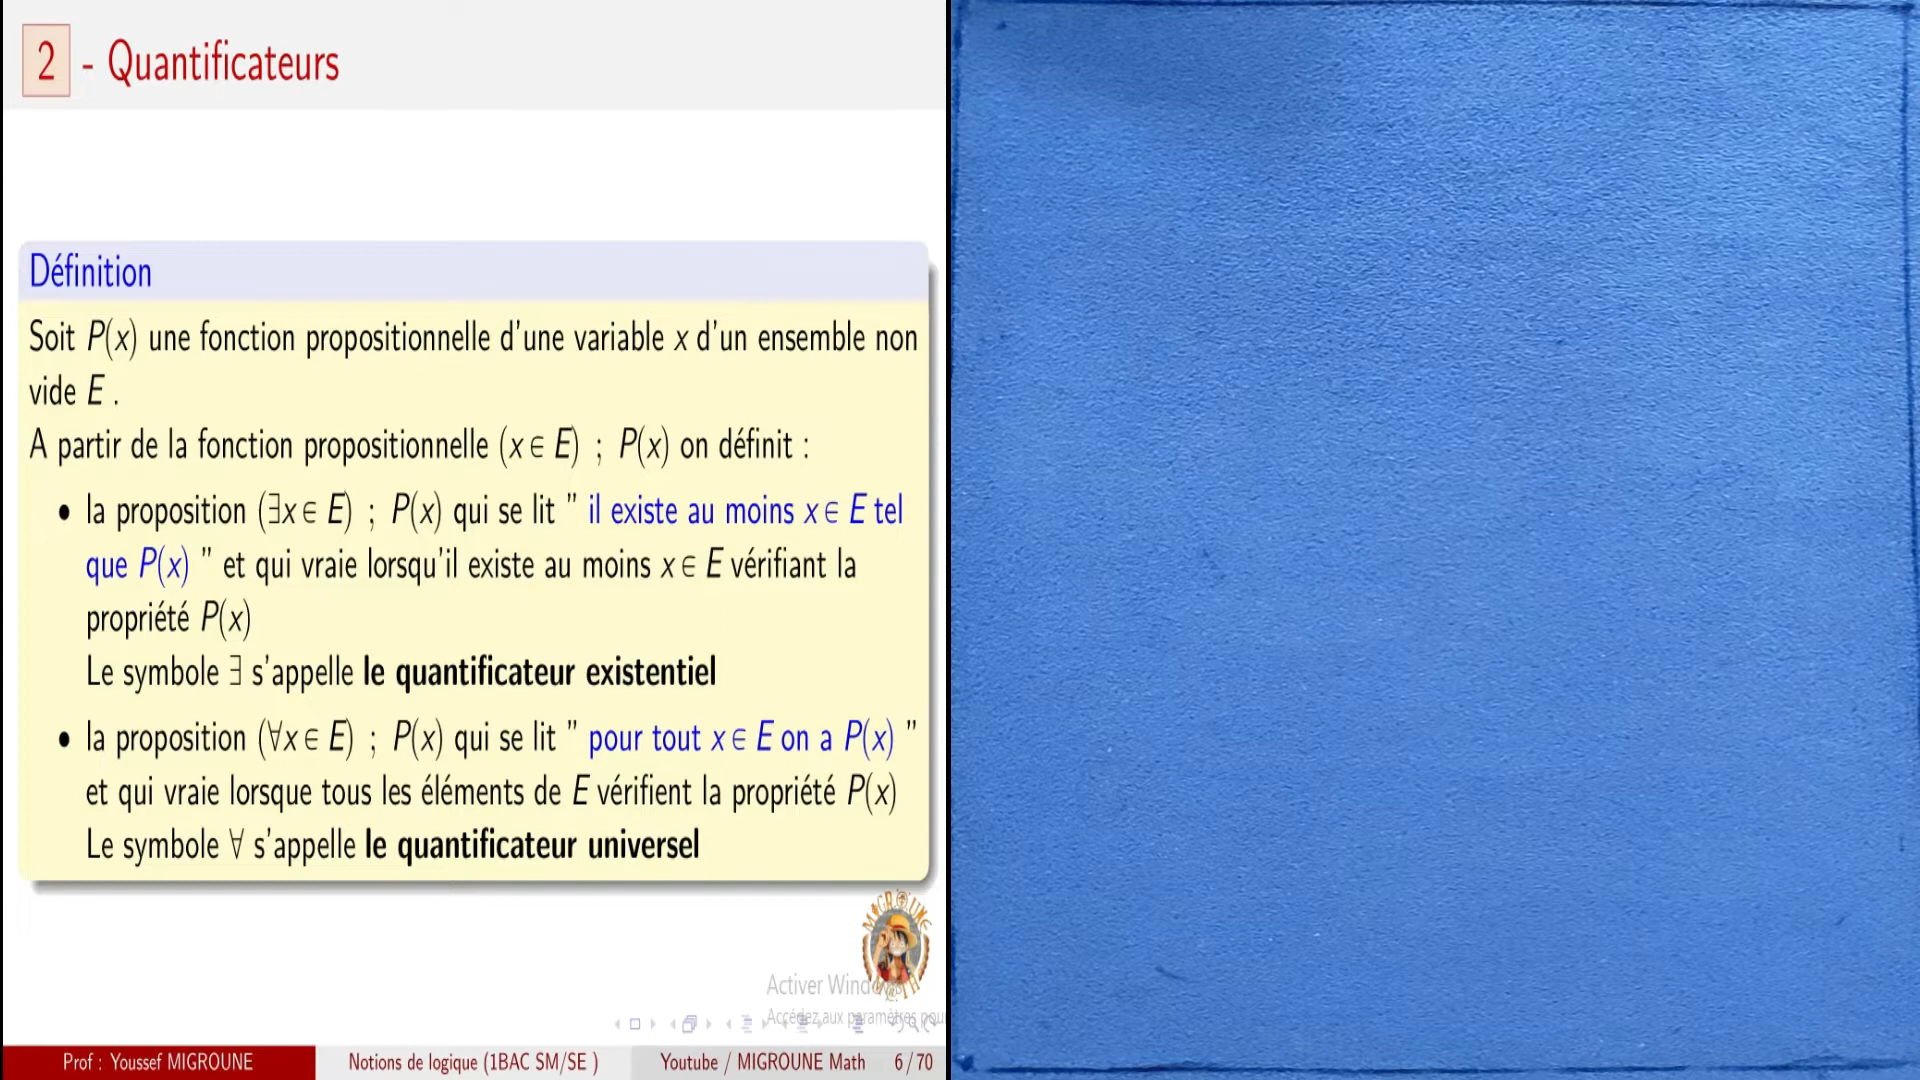 2 - Quantificateurs
Définition
Soit P(x) une fonction propositionnelle d'une variable x d'un ensemble non
vide E .
A partir de la fonction propositionnelle (x ∈ E) ; P(x) on définit :
• la proposition (∃x ∈ E) ; P(x) qui se lit " il existe au moins x ∈ E tel
que P(x) " et qui vraie lorsqu'il existe au moins x ∈ E vérifiant la
propriété P(x)
Le symbole ∃ s'appelle le quantificateur existentiel
• la proposition (∀x ∈ E) ; P(x) qui se lit " pour tout x ∈ E on a P(x) "
et qui vraie lorsque tous les éléments de E vérifient la propriété P(x)
Le symbole ∀ s'appelle le quantificateur universel
MIGROUNE
Activer Windo
Accédez aux paramètres pour
Prof : Youssef MIGROUNE Notions de logique (1BAC SM/SE ) Youtube / MIGROUNE Math 6 / 70